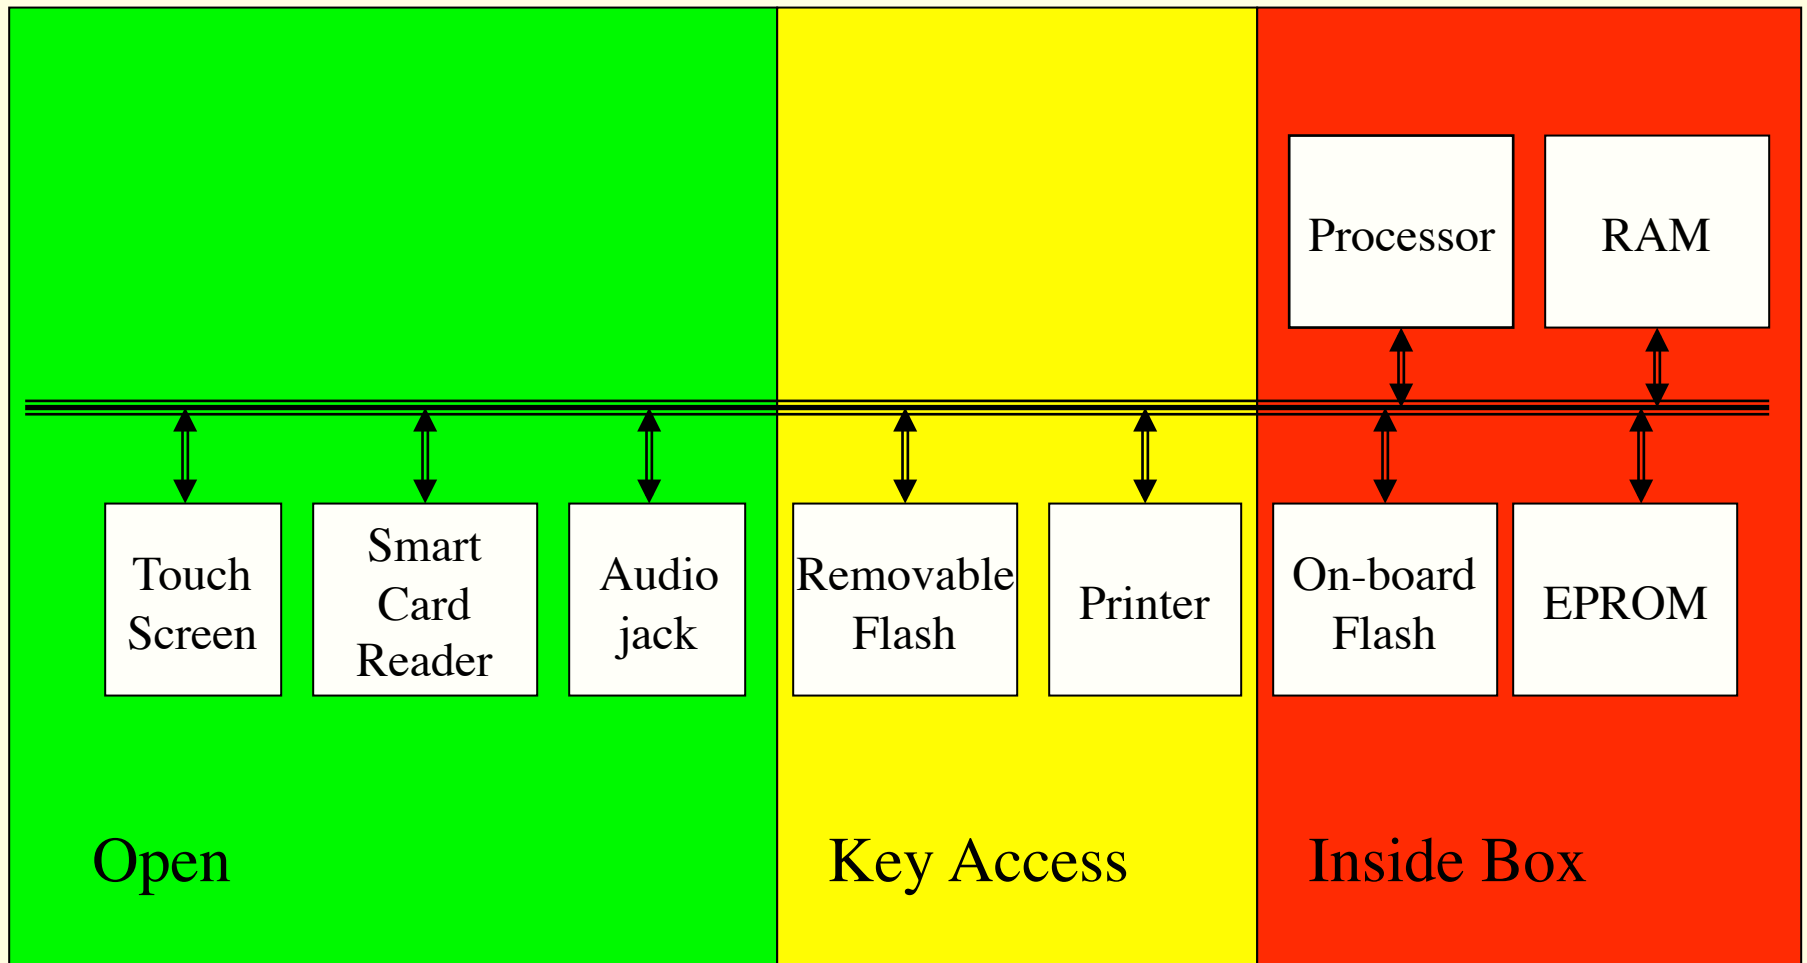 Processor
RAM
Touch
Screen
Smart
Card
Reader
Audio
jack
Removable
Flash
Printer
On-board
Flash
EPROM
Open
Key Access
Inside Box